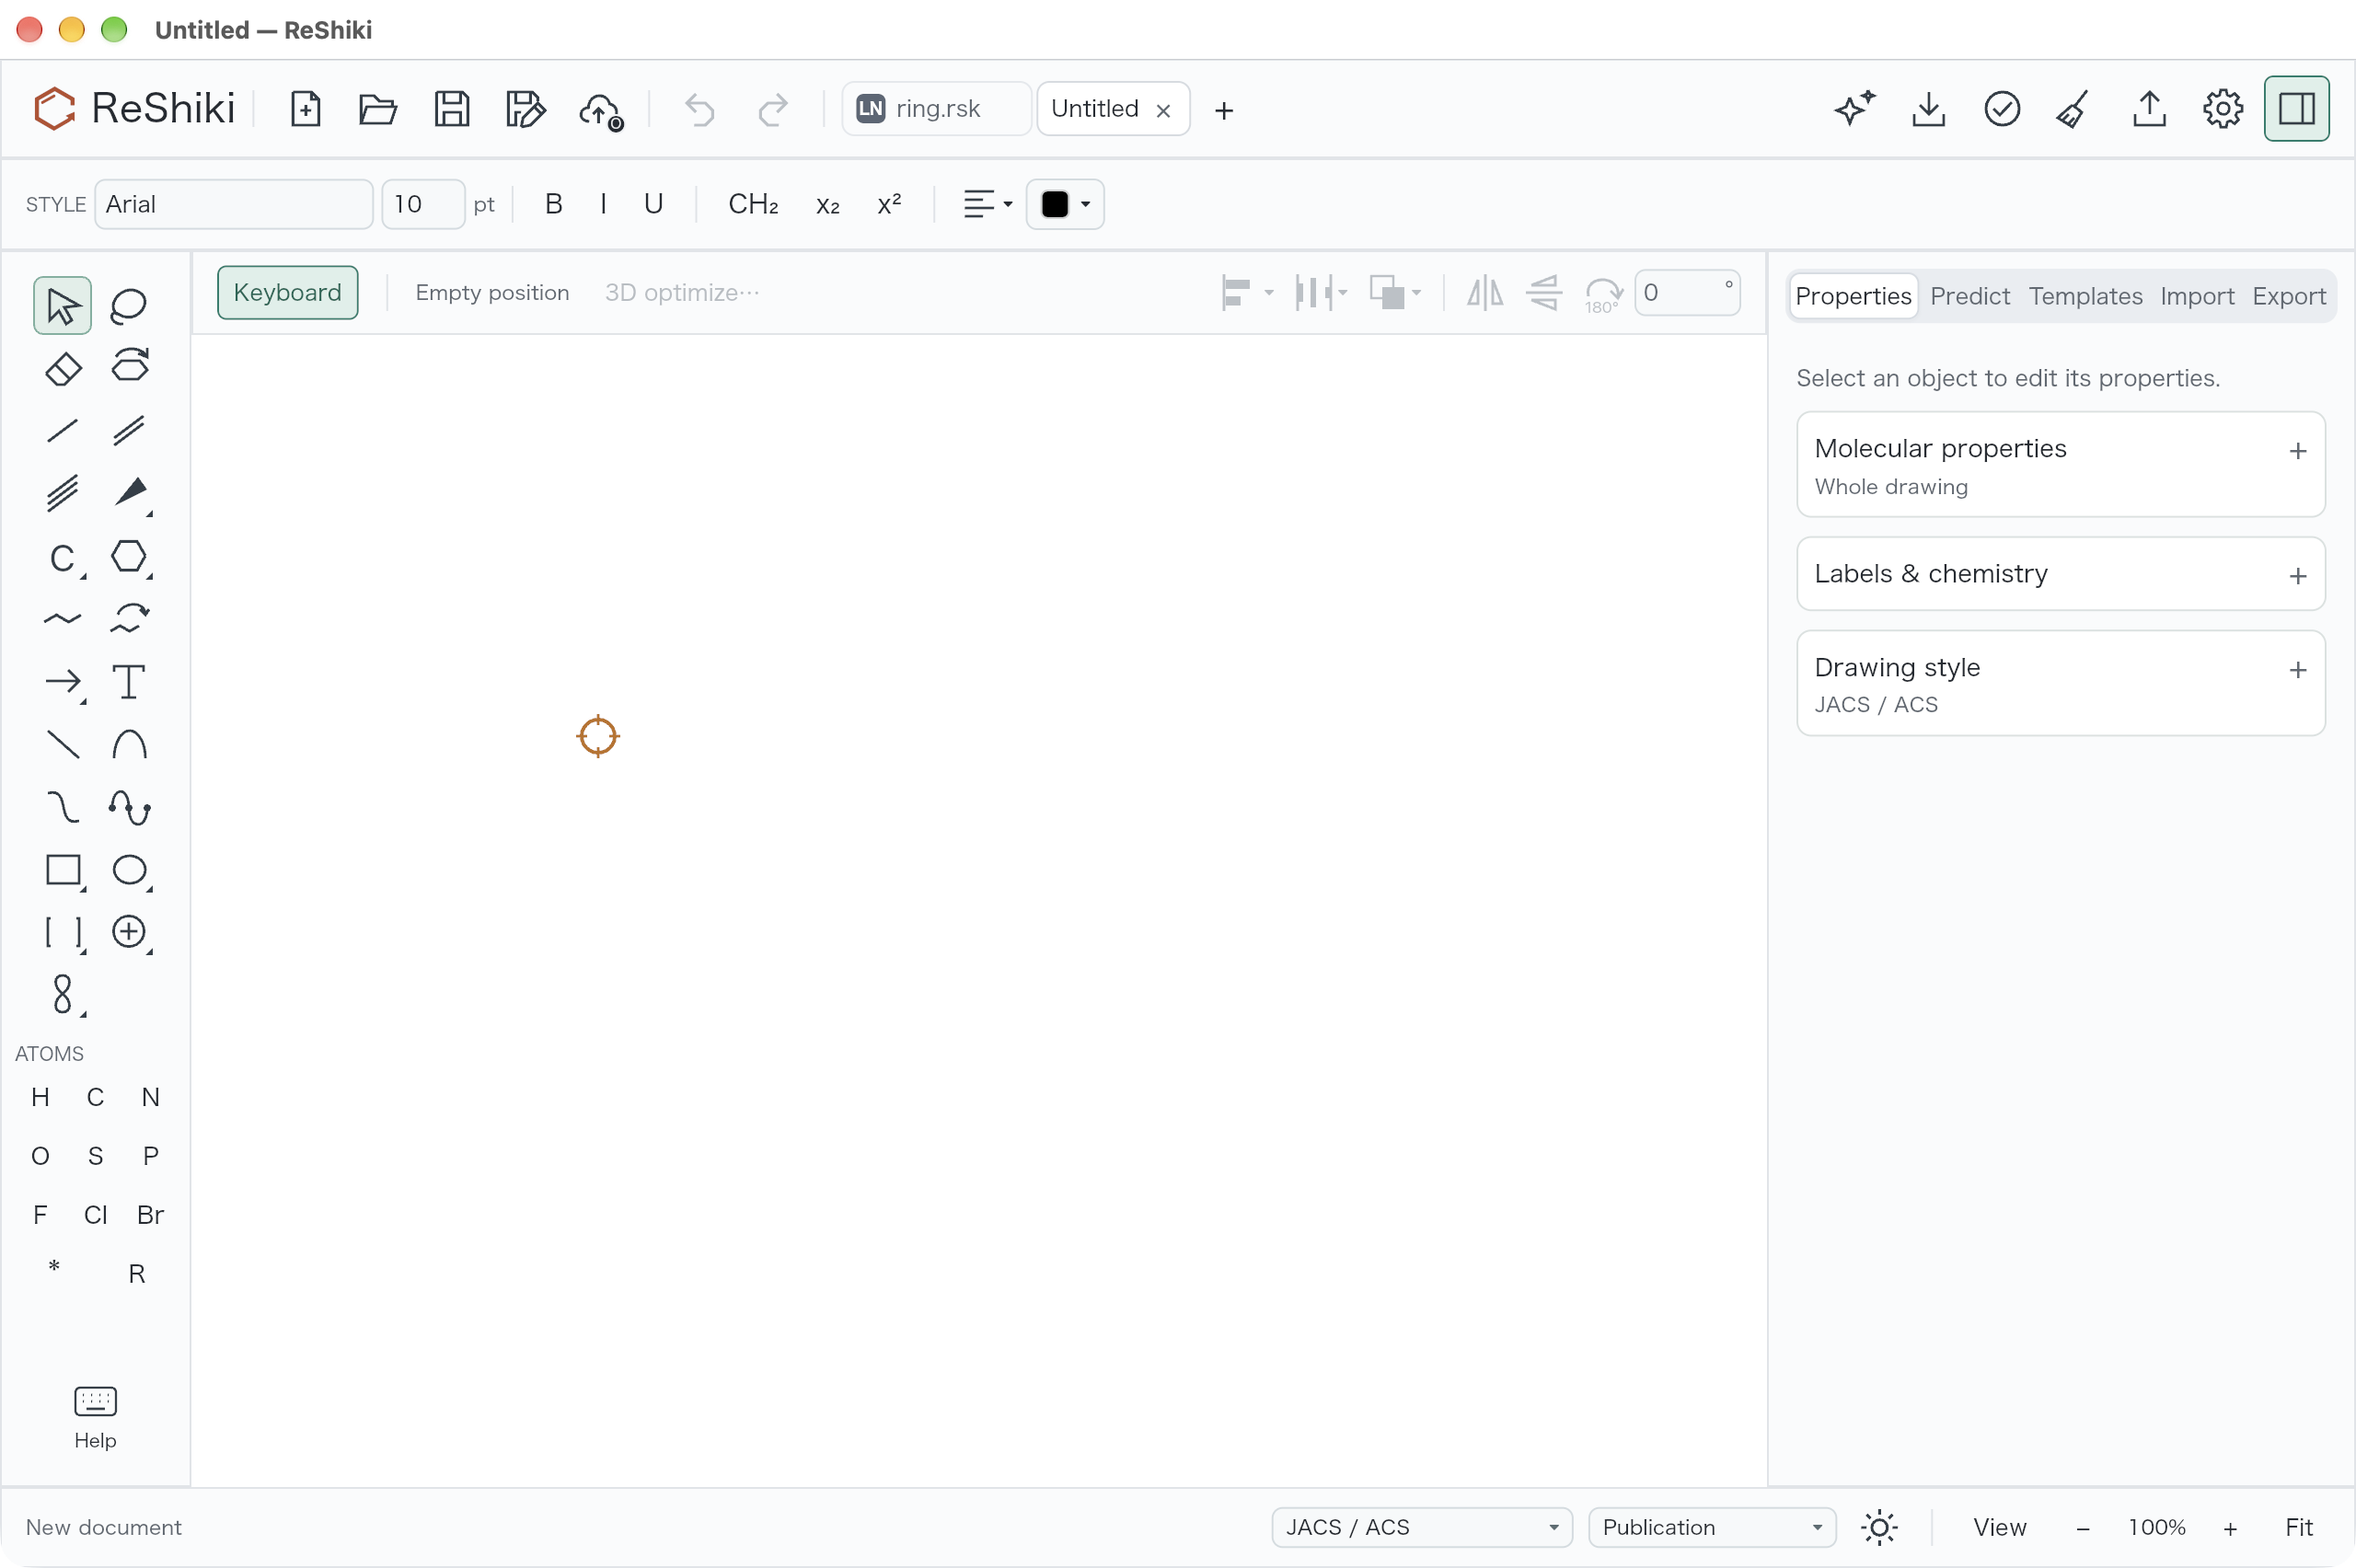 Untitled — ReShiki
ReShiki
LN ring.rsk
Untitled × +
STYLE Arial 10 pt B I U CH₂ x₂ x² 
Keyboard Empty position 3D optimize⋯ 180° 0 °
Properties Predict Templates Import Export
Select an object to edit its properties.
Molecular properties +
Whole drawing
Labels & chemistry +
Drawing style +
JACS / ACS
C
T
[ ]
ATOMS
H C N
O S P
F Cl Br
* R
Help
New document JACS / ACS Publication View – 100% + Fit